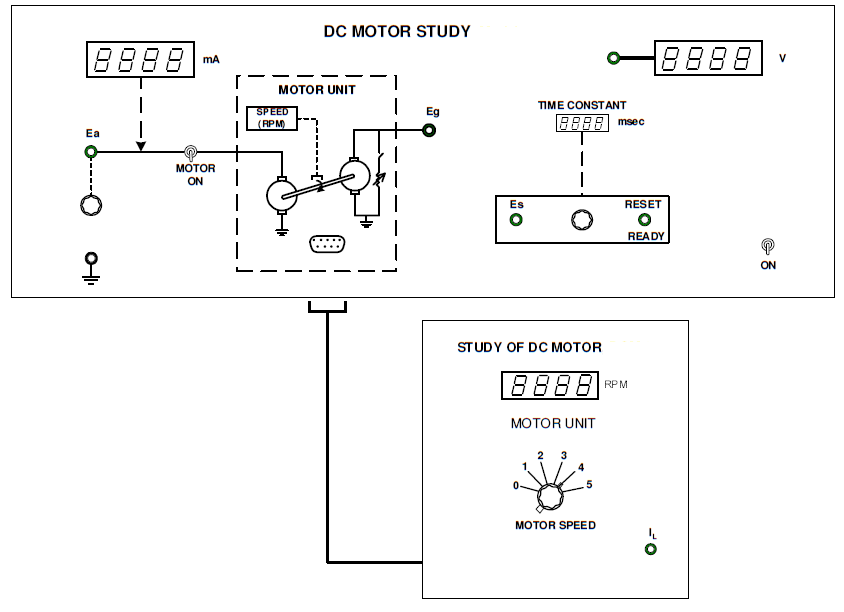 DC MOTOR STUDY
8888 mA
8888 V
MOTOR UNIT
SPEED
(RPM)
Eg
TIME CONSTANT
8888 msec
Ea
MOTOR
ON
Es
RESET
READY
ON
STUDY OF DC MOTOR
8888 RPM
MOTOR UNIT
0 1 2 3 4 5
MOTOR SPEED
IL